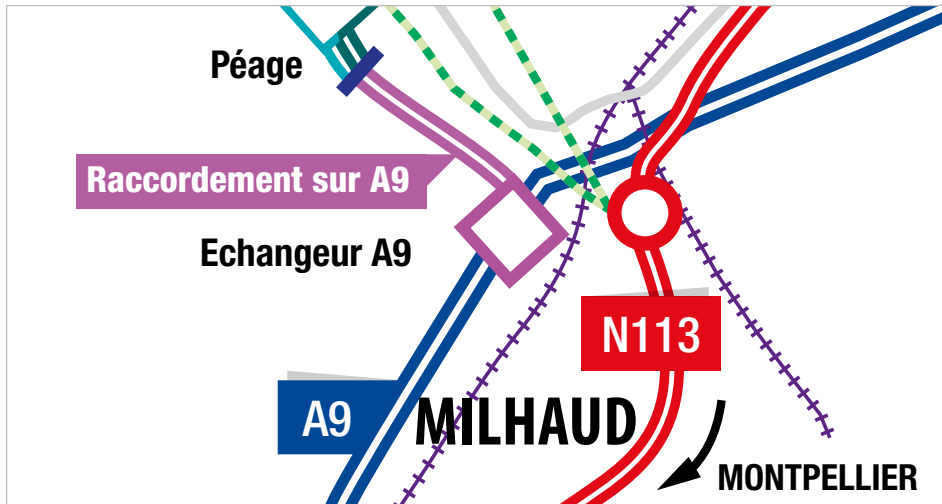 Péage
Raccordement sur A9
Echangeur A9
N113
A9
MILHAUD
MONTPELLIER